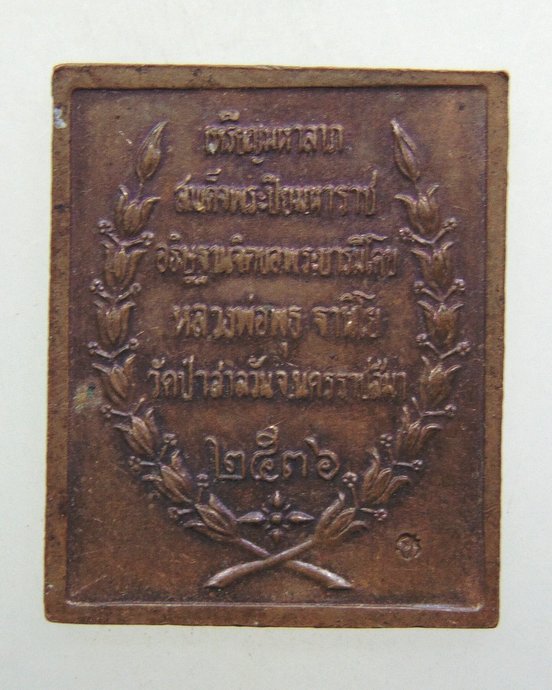 เหรียญมหาลาภ
สมเด็จพระปิยมหาราช
อธิษฐานจิตขอพระบารมีโดย
หลวงพ่อพุธ ฐานิโย
วัดป่าสาลวัน จ.นครราชสีมา
๒๕๓๖